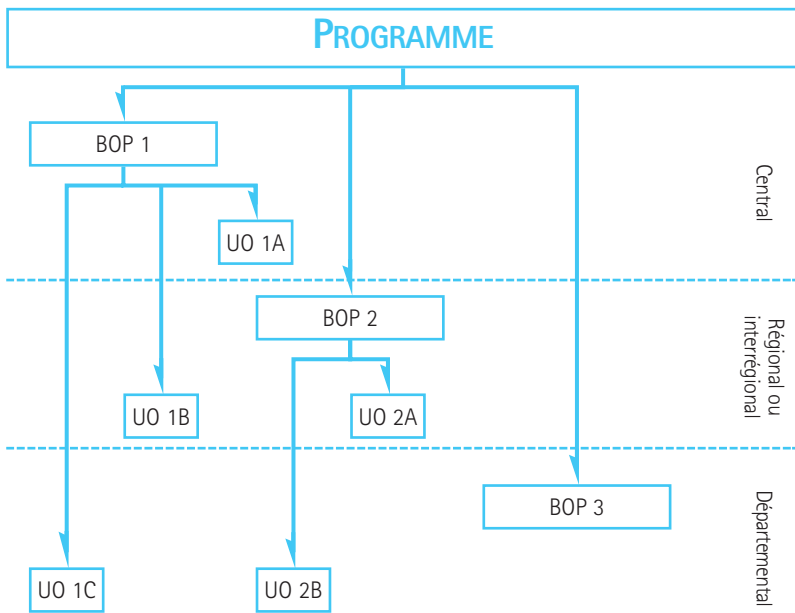 PROGRAMME
BOP 1
Central
UO 1A
BOP 2
Régional ou
interrégional
UO 1B
UO 2A
BOP 3
Départemental
UO 1C
UO 2B